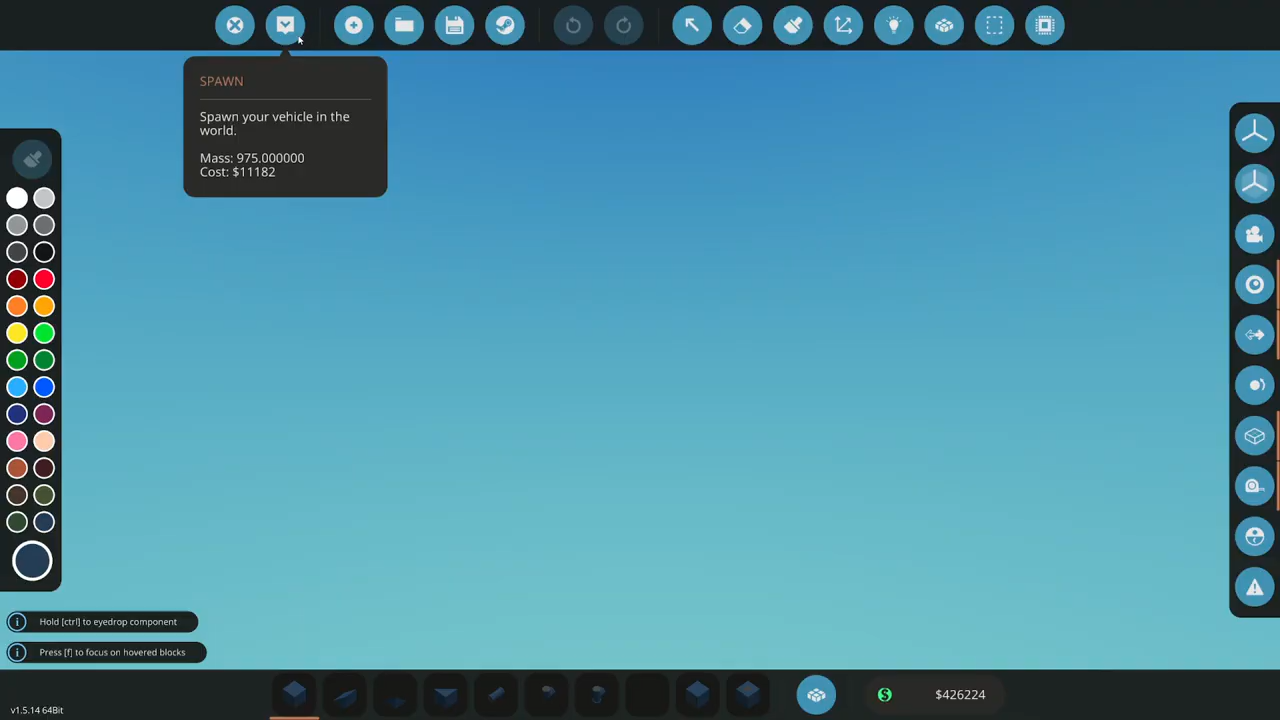 SPAWN
Spawn your vehicle in the
world.
Mass: 975.000000
Cost: $11182
Hold [ctrl] to eyedrop component
Press [f] to focus on hovered blocks
$426224
v1.5.14 64Bit